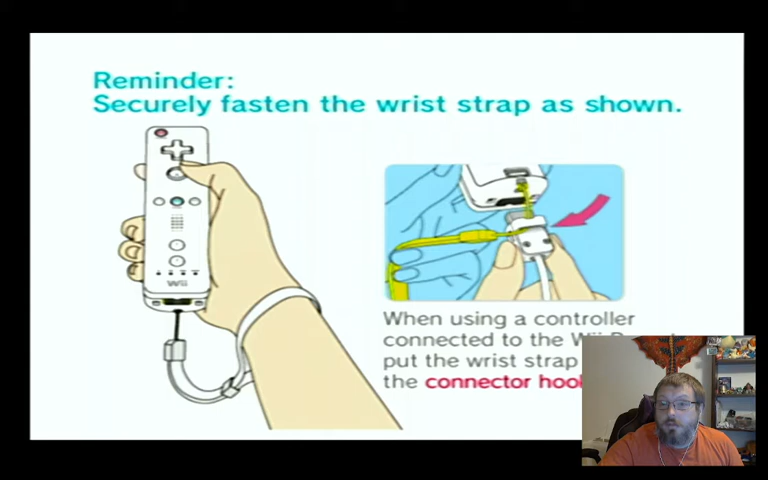 Reminder:
Securely fasten the wrist strap as shown.
Wii
When using a controller
connected to the Wii
put the wrist strap
the connector hook